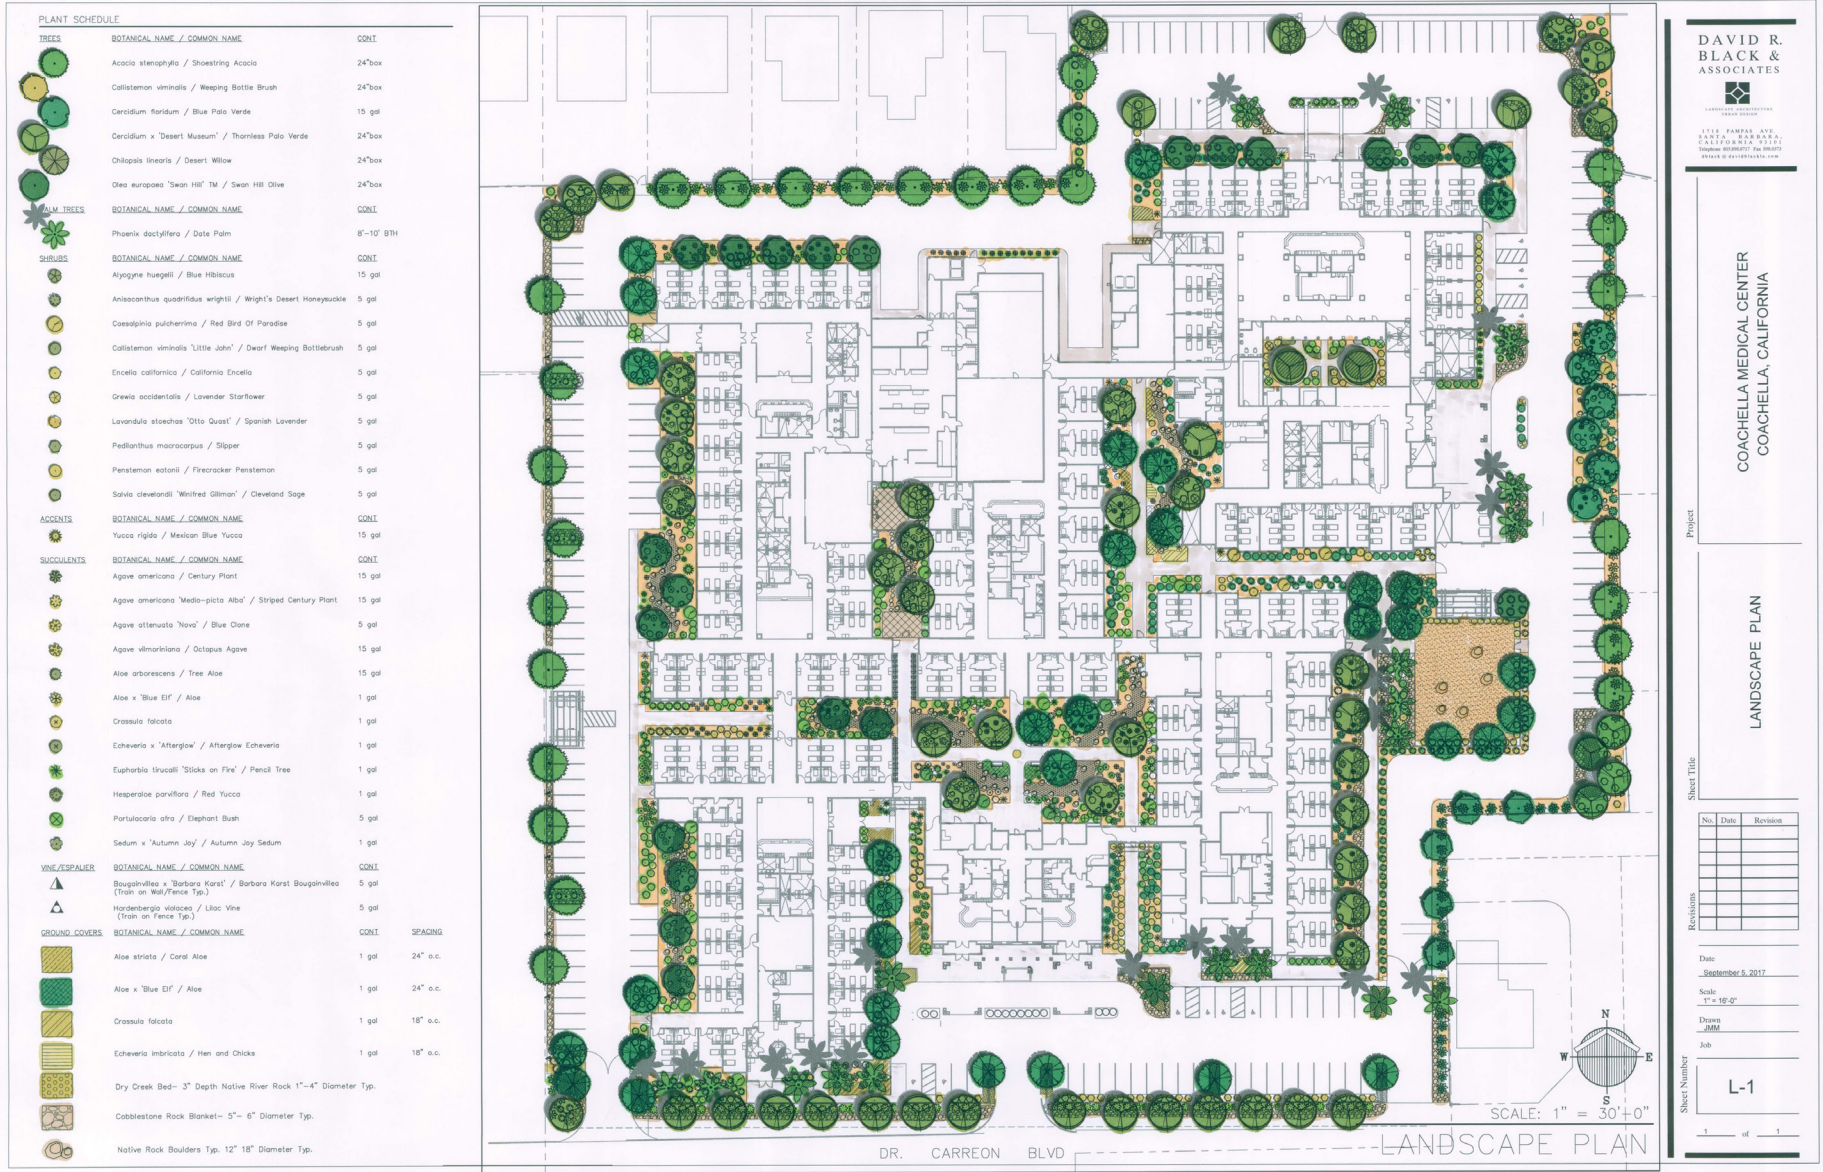 PLANT SCHEDULE
TREES BOTANICAL NAME / COMMON NAME CONT
Acacia stenophylla / Shoestring Acacia 24"box
Callistemon viminalis / Weeping Bottle Brush 24"box
Cercidium floridum / Blue Palo Verde 15 gal
Cercidium x 'Desert Museum' / Thornless Palo Verde 24"box
Chilopsis linearis / Desert Willow 24"box
Olea europaea 'Swan Hill' TM / Swan Hill Olive 24"box
ALM TREES BOTANICAL NAME / COMMON NAME CONT
Phoenix dactylifera / Date Palm 8'-10' BTH
SHRUBS BOTANICAL NAME / COMMON NAME CONT
Alyogyne huegelii / Blue Hibiscus 15 gal
Anisacanthus quadrifidus wrightii / Wright's Desert Honeysuckle 5 gal
Caesalpinia pulcherrima / Red Bird Of Paradise 5 gal
Callistemon viminalis 'Little John' / Dwarf Weeping Bottlebrush 5 gal
Encelia californica / California Encelia 5 gal
Grewia occidentalis / Lavender Starflower 5 gal
Lavandula stoechas 'Otto Quast' / Spanish Lavender 5 gal
Pedilanthus macrocarpus / Slipper 5 gal
Penstemon eatonii / Firecracker Penstemon 5 gal
Salvia clevelandii 'Winifred Gilman' / Cleveland Sage 5 gal
ACCENTS BOTANICAL NAME / COMMON NAME CONT
Yucca rigida / Mexican Blue Yucca 15 gal
SUCCULENTS BOTANICAL NAME / COMMON NAME CONT
Agave americana / Century Plant 15 gal
Agave americana 'Media-picta Alba' / Striped Century Plant 15 gal
Agave attenuata 'Nova' / Blue Clone 5 gal
Agave vilmoriniana / Octopus Agave 15 gal
Aloe arborescens / Tree Aloe 15 gal
Aloe x 'Blue Elf' / Aloe 1 gal
Crassula falcata 1 gal
Echeveria x 'Afterglow' / Afterglow Echeveria 1 gal
Euphorbia tirucalli 'Sticks on Fire' / Pencil Tree 1 gal
Hesperaloe parviflora / Red Yucca 1 gal
Portulacaria afra / Elephant Bush 5 gal
Sedum x 'Autumn Joy' / Autumn Joy Sedum 1 gal
VINE/ESPALIER BOTANICAL NAME / COMMON NAME CONT
Bougainvillea x 'Barbara Karst' / Barbara Karst Bougainvillea 5 gal
(Train on Wall/Fence Typ.)
Hardenbergia violacea / Lilac Vine 5 gal
(Train on Fence Typ.)
GROUND COVERS BOTANICAL NAME / COMMON NAME CONT SPACING
Aloe striata / Coral Aloe 1 gal 24" o.c.
Aloe x 'Blue Elf' / Aloe 1 gal 24" o.c.
Crassula falcata 1 gal 18" o.c.
Echeveria imbricata / Hen and Chicks 1 gal 18" o.c.
Dry Creek Bed- 3" Depth Native River Rock 1"-4" Diameter Typ.
Cobblestone Rock Blanket- 5"- 6" Diameter Typ.
Native Rock Boulders Typ. 12" 18" Diameter Typ.
DR. CARREON BLVD
N
W E
S
SCALE: 1" = 30'-0"
LANDSCAPE PLAN
DAVID R.
BLACK &
ASSOCIATES
LANDSCAPE ARCHITECTURE
URBAN DESIGN
1718 PAMPAS AVE.
SANTA BARBARA,
CALIFORNIA 93101
Project
COACHELLA MEDICAL CENTER
COACHELLA, CALIFORNIA
Sheet Title
LANDSCAPE PLAN
No. Date Revision
Revisions
Date
September 5, 2017
Scale
1" = 16'-0"
Drawn
JMM
Job
Sheet Number
L-1
1 of 1